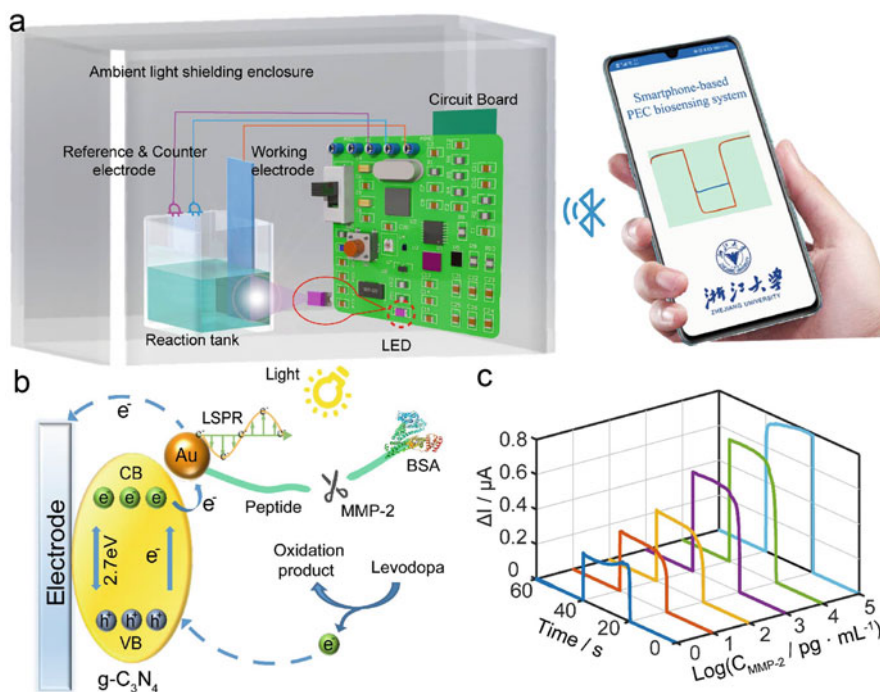 a
Ambient light shielding enclosure
Circuit Board
Reference & Counter
electrode
Working
electrode
Reaction tank
LED
Smartphone-based
PEC biosensing system
浙江大学
ZHEJIANG UNIVERSITY
b
Light
LSPR
e⁻
e⁻
e⁻
e⁻
e⁻
Au
BSA
CB
e
e
e
e⁻
Peptide
MMP-2
Electrode
2.7eV
e⁻
Oxidation
product
Levodopa
h⁺
h⁺
h⁺
VB
e
g-C₃N₄
c
0.8
0.6
0.4
0.2
0
ΔI / μA
60
40
20
0
Time / s
0
1
2
3
4
5
Log(C_MMP-2 / pg · mL⁻¹)